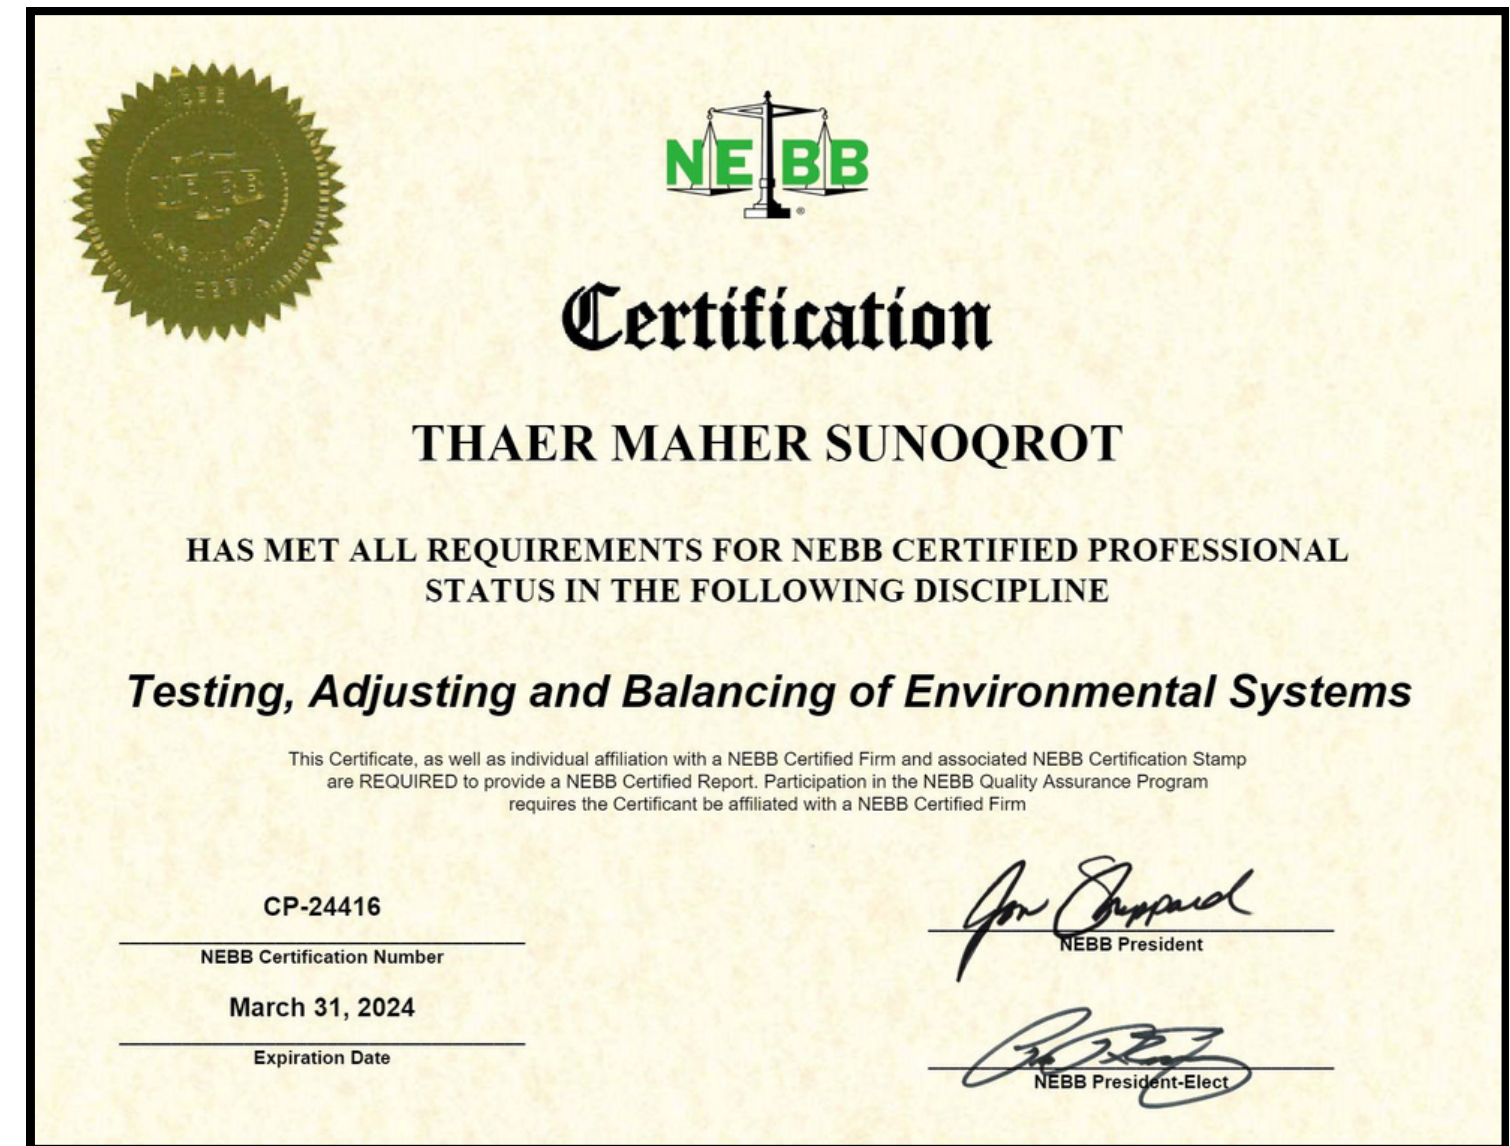 NEBB
NEBB
®
Certification
THAER MAHER SUNOQROT
HAS MET ALL REQUIREMENTS FOR NEBB CERTIFIED PROFESSIONAL
STATUS IN THE FOLLOWING DISCIPLINE
Testing, Adjusting and Balancing of Environmental Systems
This Certificate, as well as individual affiliation with a NEBB Certified Firm and associated NEBB Certification Stamp
are REQUIRED to provide a NEBB Certified Report. Participation in the NEBB Quality Assurance Program
requires the Certificant be affiliated with a NEBB Certified Firm
CP-24416
NEBB Certification Number
March 31, 2024
Expiration Date
Jon Sheppard
NEBB President
NEBB President-Elect